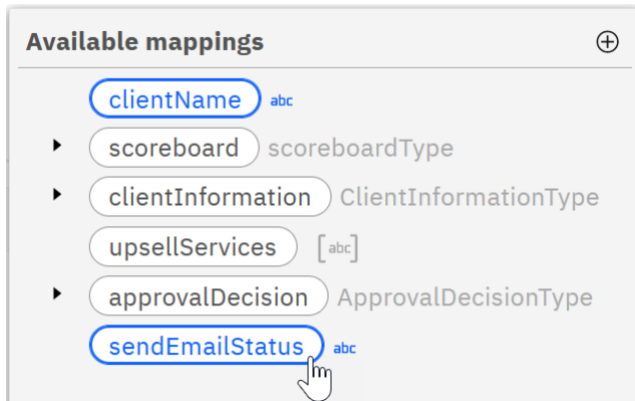 Available mappings
clientName abc
scoreboard scoreboardType
clientInformation ClientInformationType
upsellServices [abc]
approvalDecision ApprovalDecisionType
sendEmailStatus abc